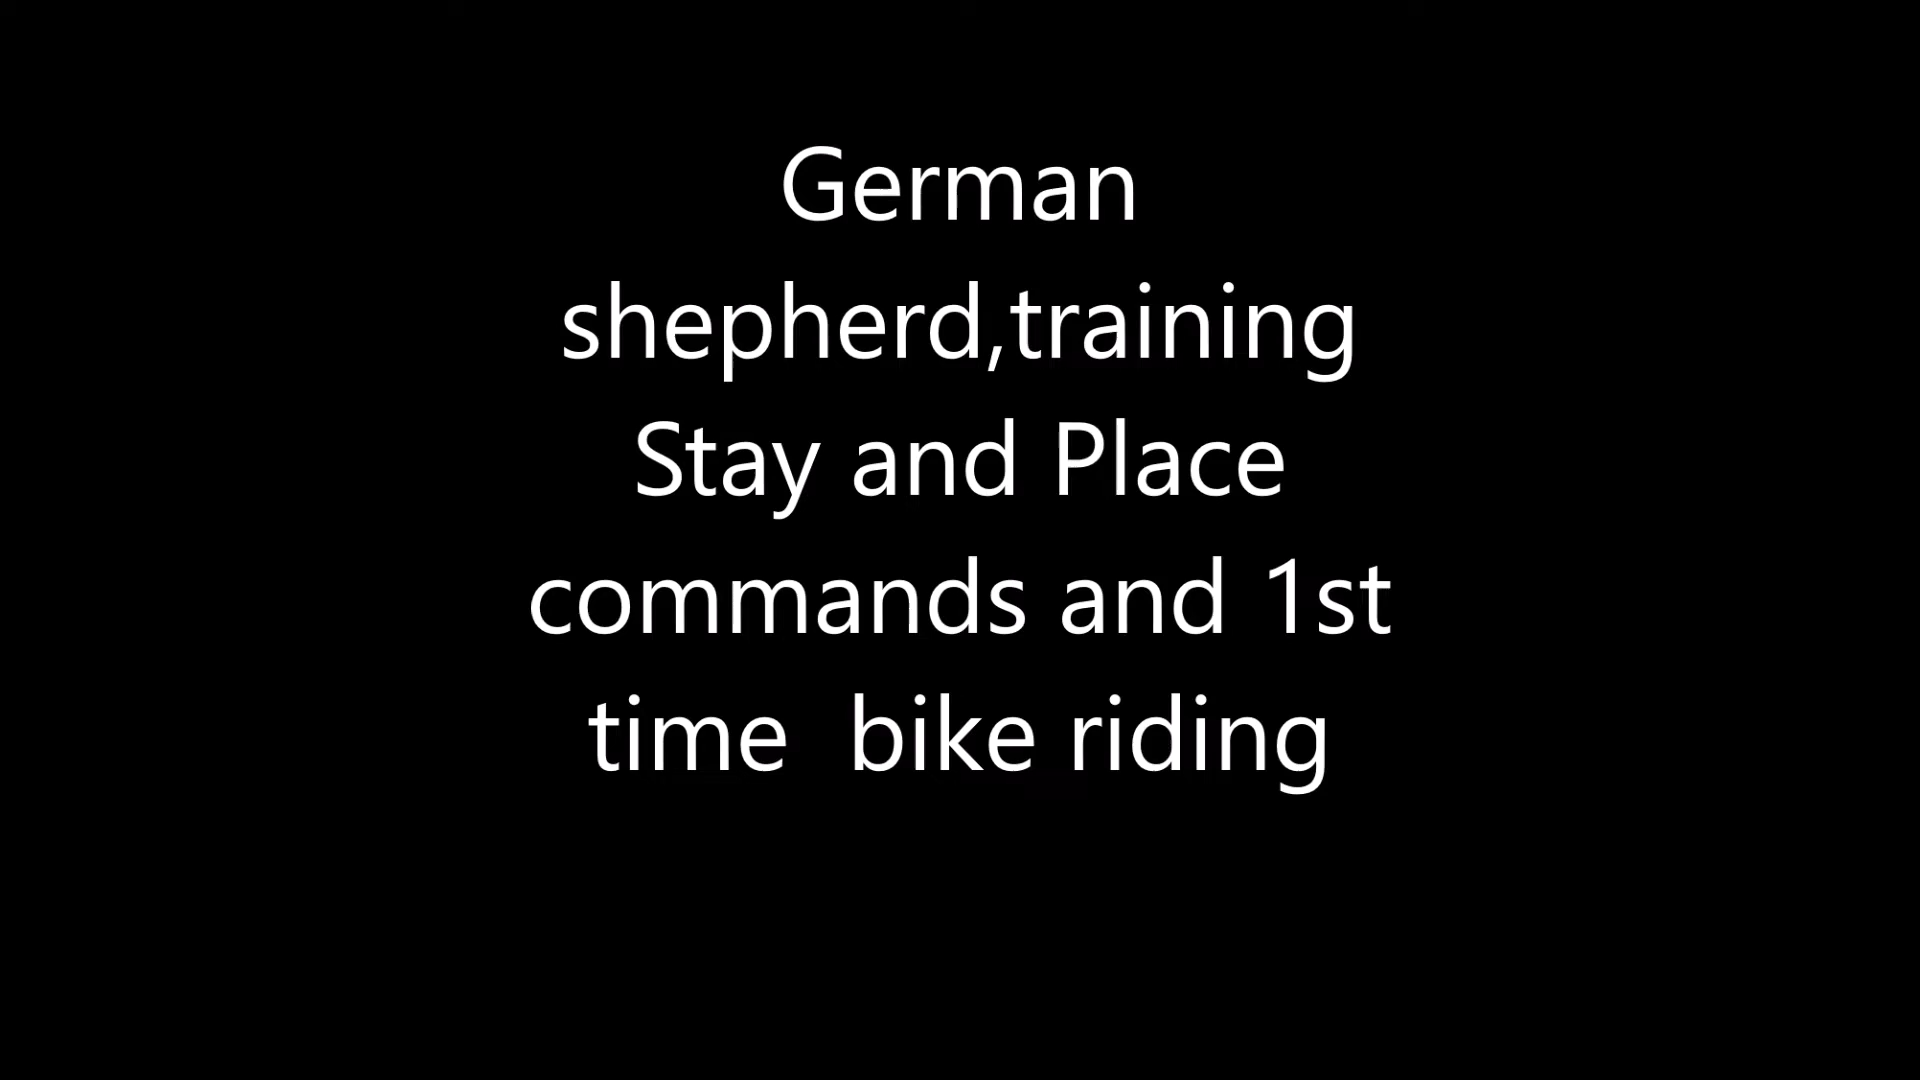 German
shepherd,training
Stay and Place
commands and 1st
time  bike riding